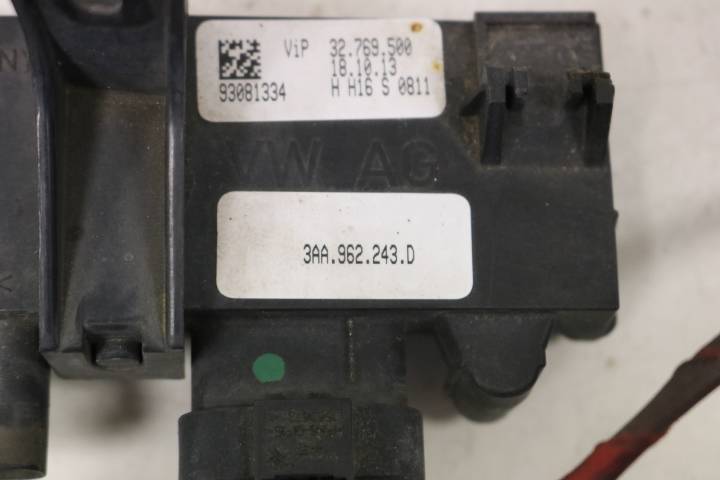 ViP 32.769.500
18.10.13
93081334 H H16 S 0811
VW AG
3AA.962.243.D